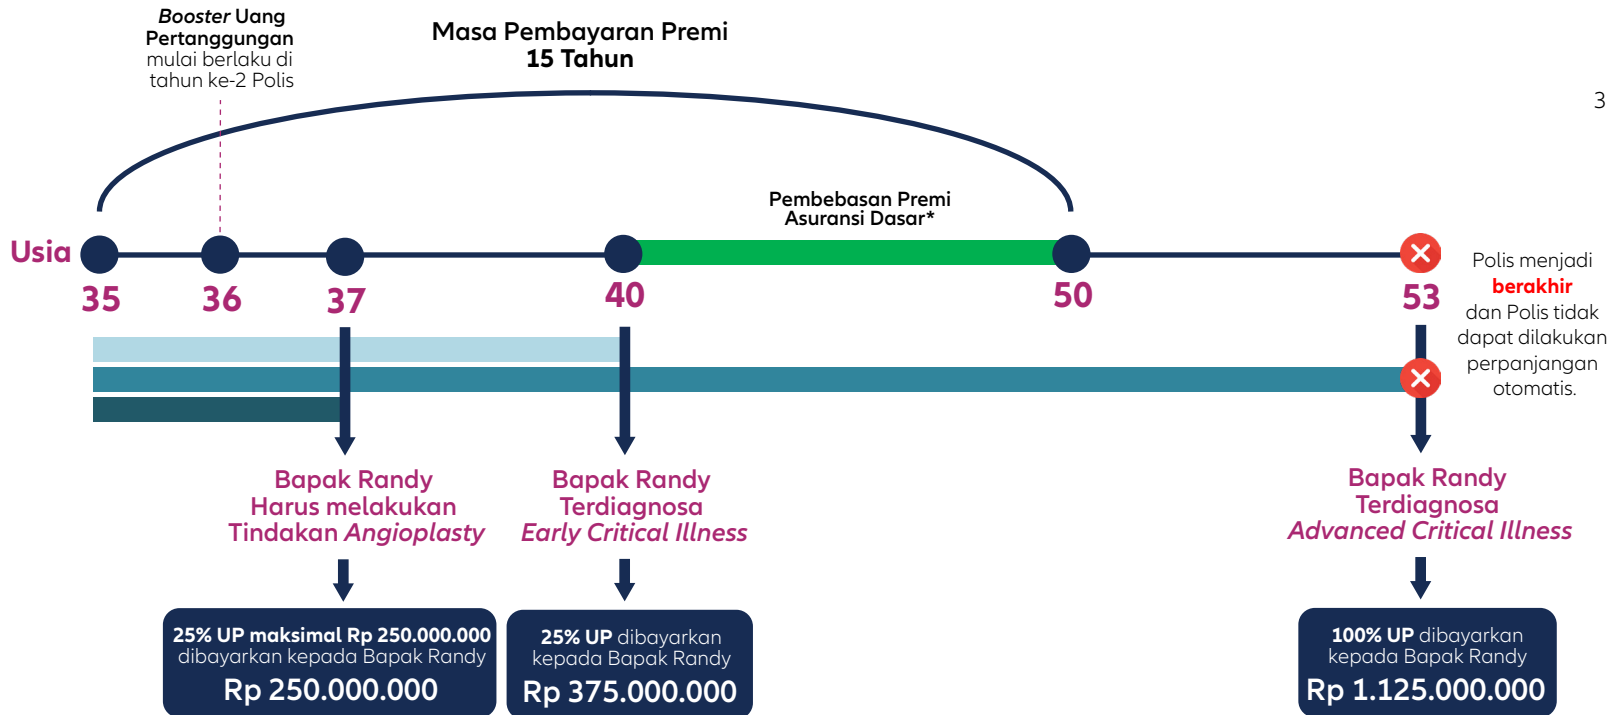 Booster Uang
Pertanggungan
mulai berlaku di
tahun ke-2 Polis
Masa Pembayaran Premi
15 Tahun
3
Pembebasan Premi
Asuransi Dasar*
Usia
35
36
37
40
50
53
Polis menjadi
berakhir
dan Polis tidak
dapat dilakukan
perpanjangan
otomatis.
Bapak Randy
Harus melakukan
Tindakan Angioplasty
Bapak Randy
Terdiagnosa
Early Critical Illness
Bapak Randy
Terdiagnosa
Advanced Critical Illness
25% UP maksimal Rp 250.000.000
dibayarkan kepada Bapak Randy
Rp 250.000.000
25% UP dibayarkan
kepada Bapak Randy
Rp 375.000.000
100% UP dibayarkan
kepada Bapak Randy
Rp 1.125.000.000